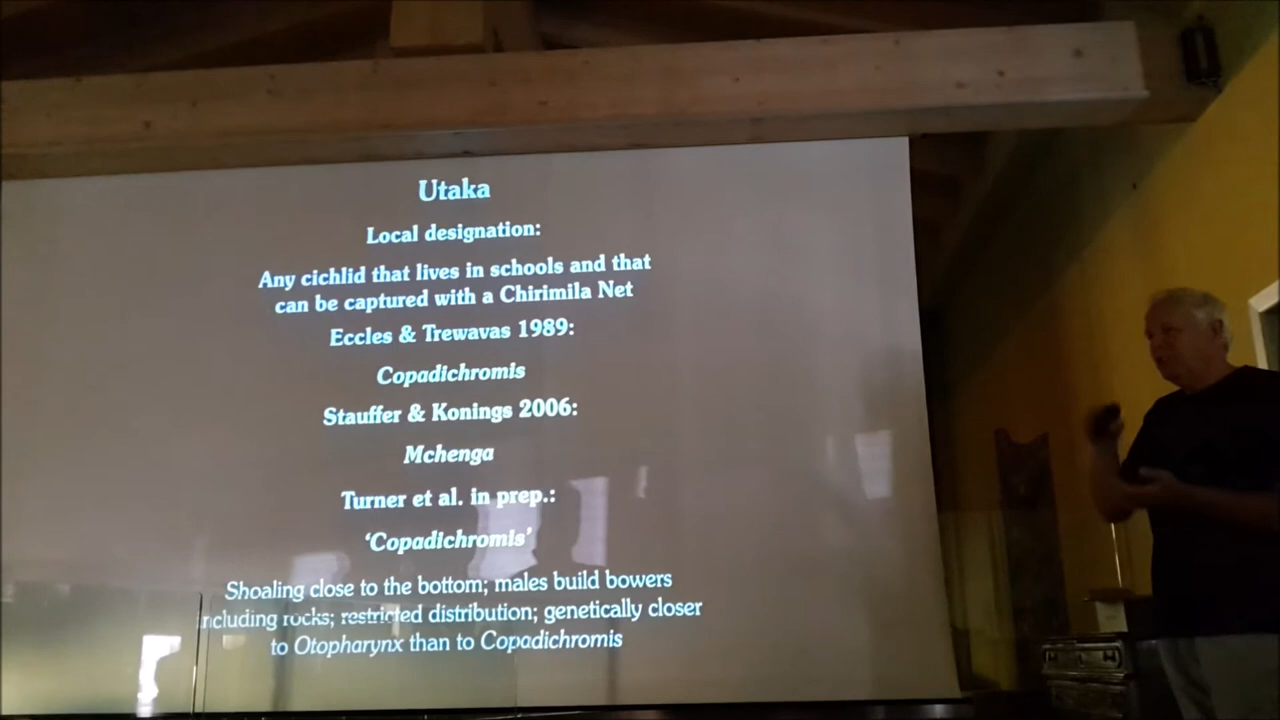 Utaka
Local designation:
Any cichlid that lives in schools and that
can be captured with a Chirimila Net
Eccles & Trewavas 1989:
Copadichromis
Stauffer & Konings 2006:
Mchenga
Turner et al. in prep.:
‘Copadichromis’
Shoaling close to the bottom; males build bowers
including rocks; restricted distribution; genetically closer
to Otopharynx than to Copadichromis